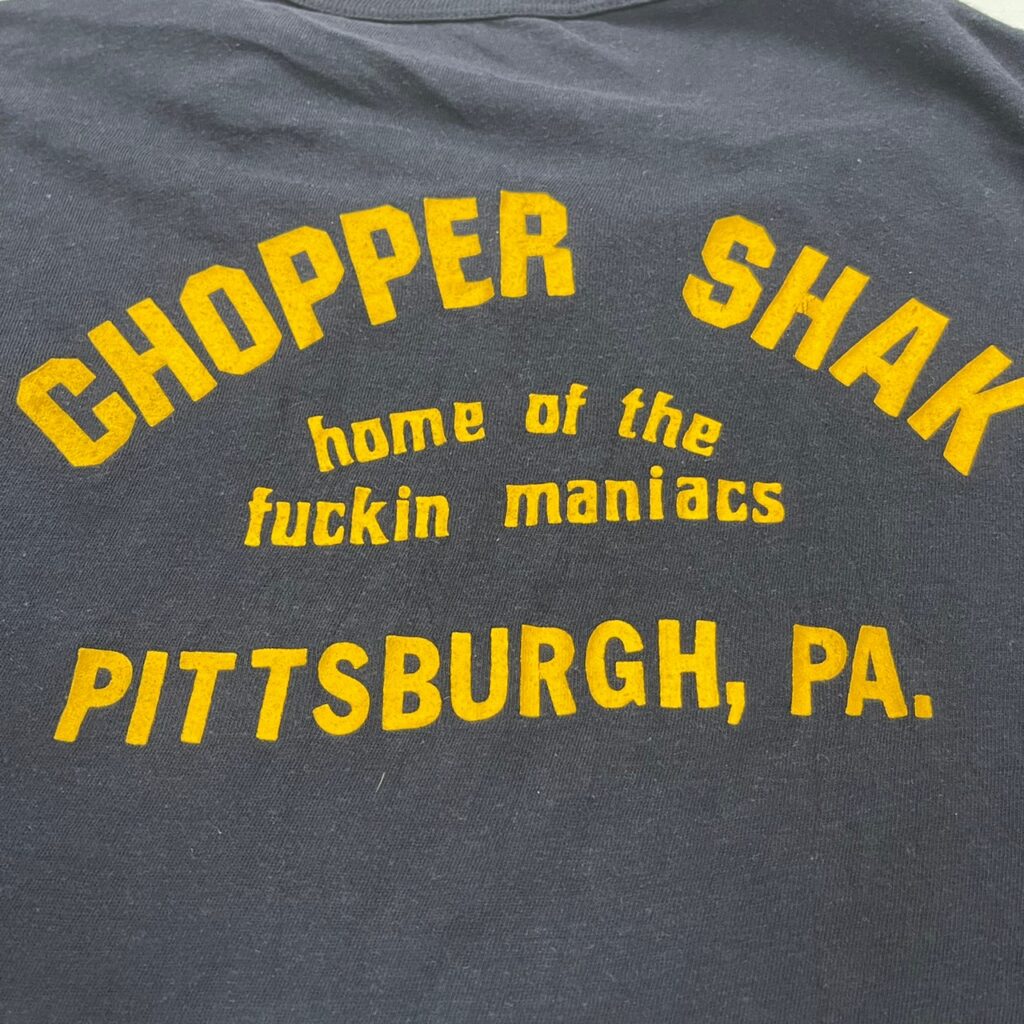 CHOPPER SHAK
home of the
fuckin maniacs
PITTSBURGH, PA.